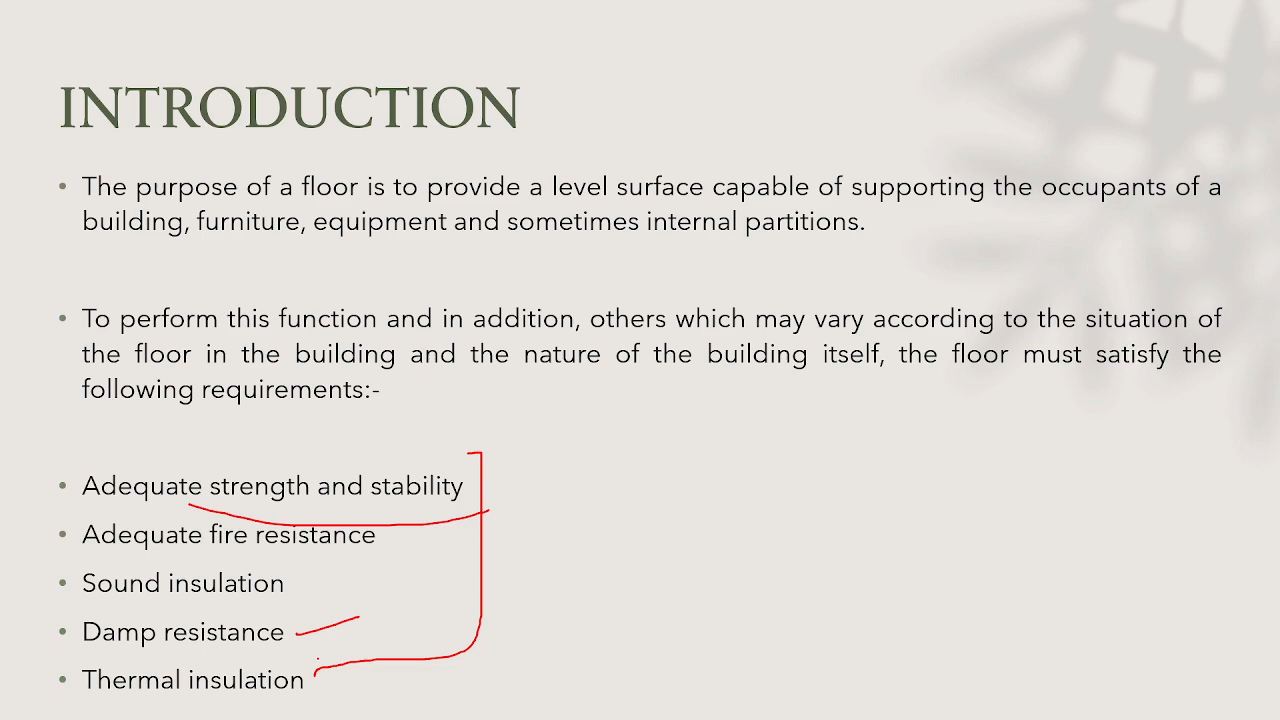 INTRODUCTION
• The purpose of a floor is to provide a level surface capable of supporting the occupants of a
building, furniture, equipment and sometimes internal partitions.
• To perform this function and in addition, others which may vary according to the situation of
the floor in the building and the nature of the building itself, the floor must satisfy the
following requirements:-
• Adequate strength and stability
• Adequate fire resistance
• Sound insulation
• Damp resistance
• Thermal insulation